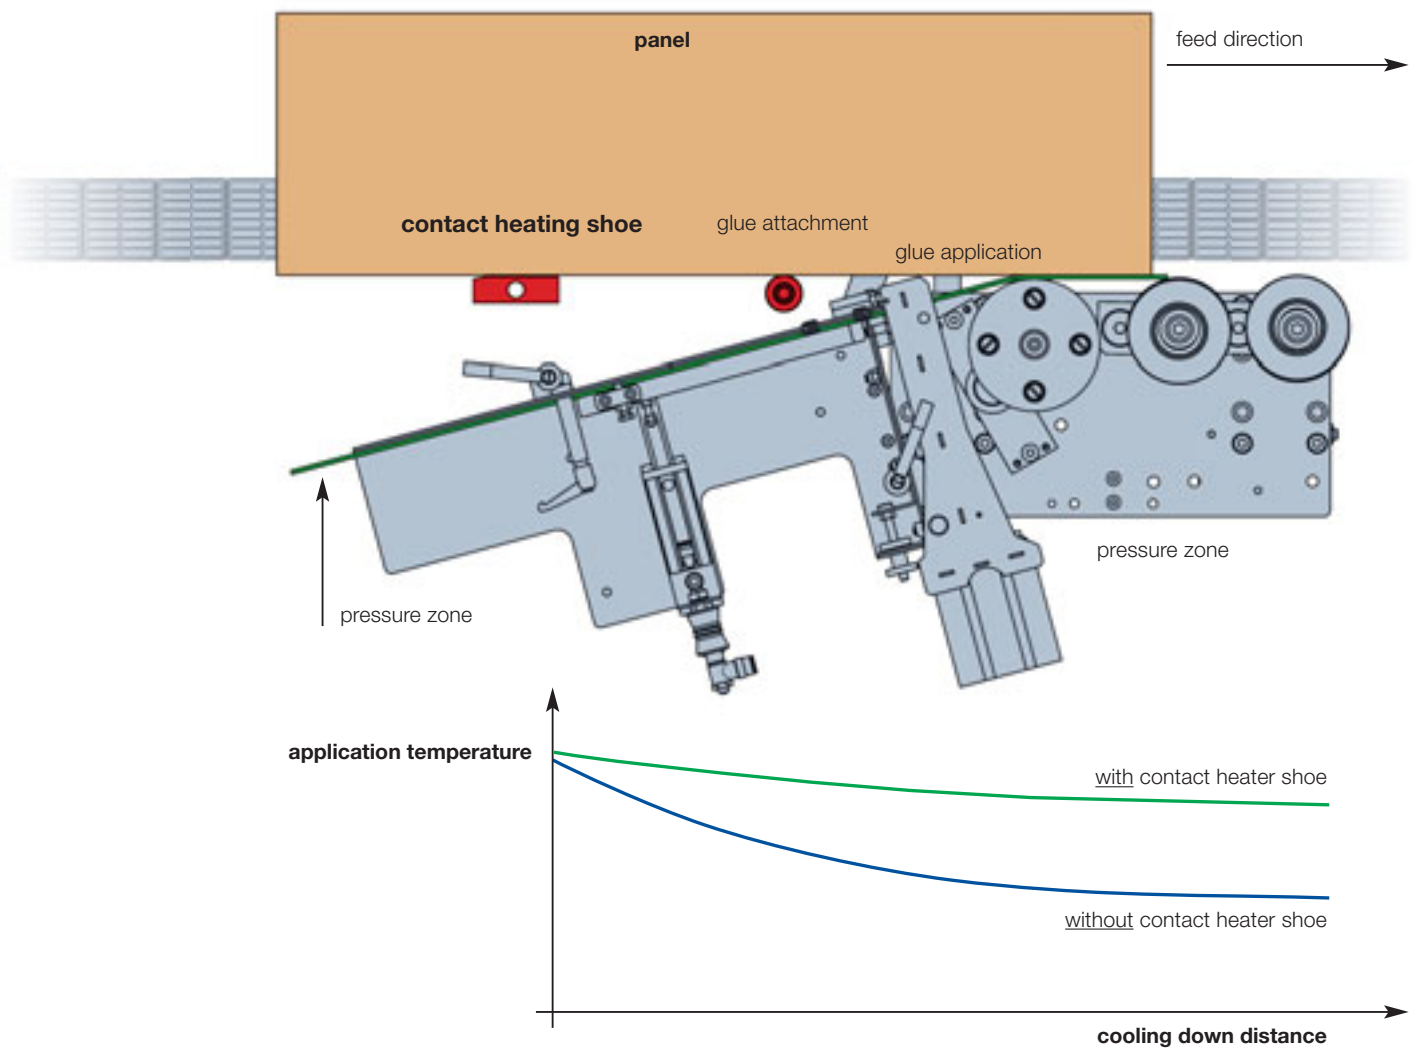 panel
feed direction
contact heating shoe
glue attachment
glue application
pressure zone
pressure zone
application temperature
with contact heater shoe
without contact heater shoe
cooling down distance